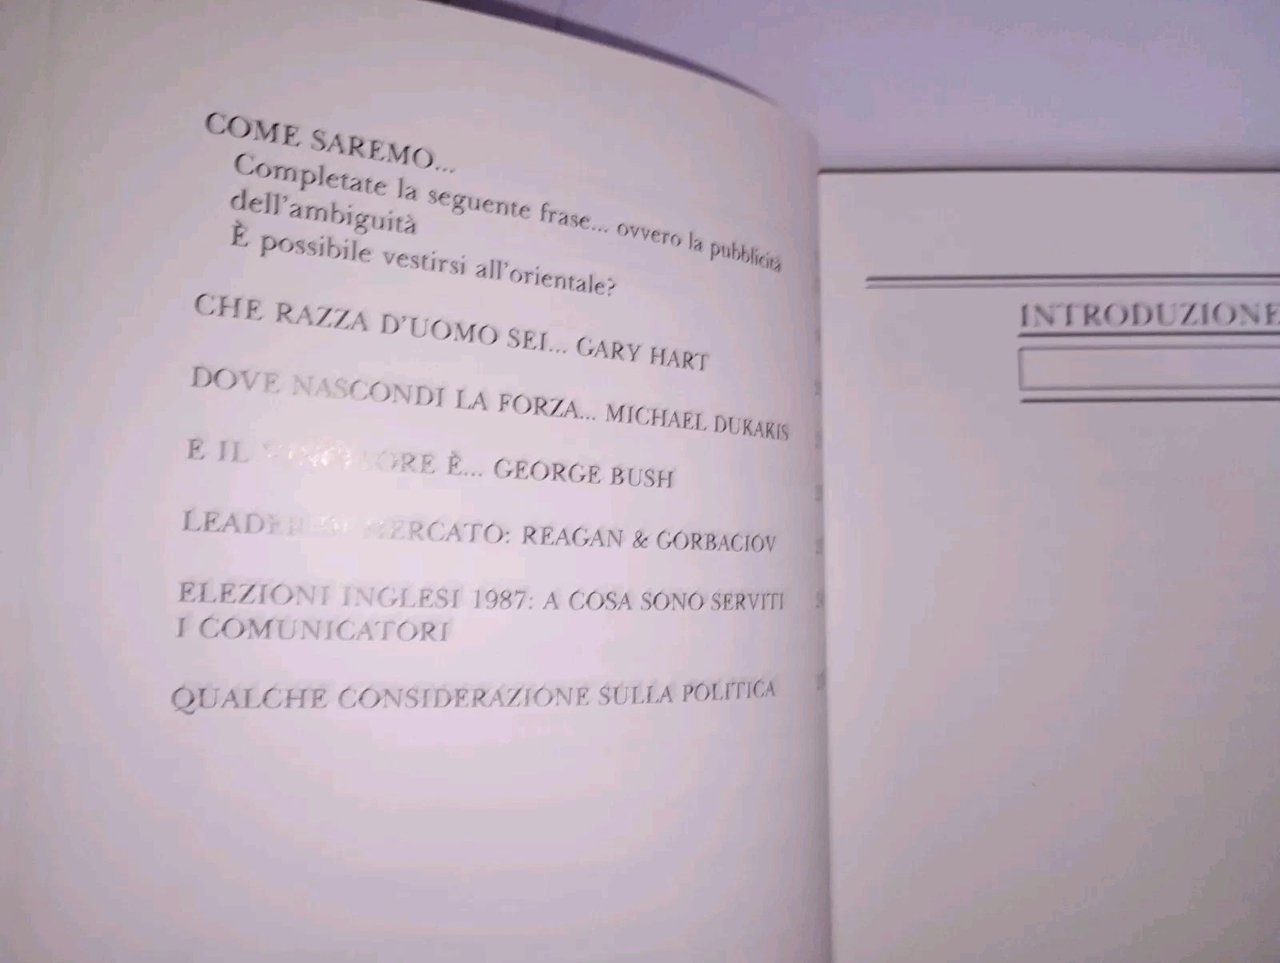 COME SAREMO...
Completate la seguente frase... ovvero la pubblicità
dell'ambiguità
È possibile vestirsi all'orientale?
CHE RAZZA D'UOMO SEI... GARY HART
DOVE NASCONDI LA FORZA... MICHAEL DUKAKIS
E IL È... GEORGE BUSH
LEADER DI MERCATO: REAGAN & GORBACIOV
ELEZIONI INGLESI 1987: A COSA SONO SERVITI
I COMUNICATORI
QUALCHE CONSIDERAZIONE SULLA POLITICA
INTRODUZIONE